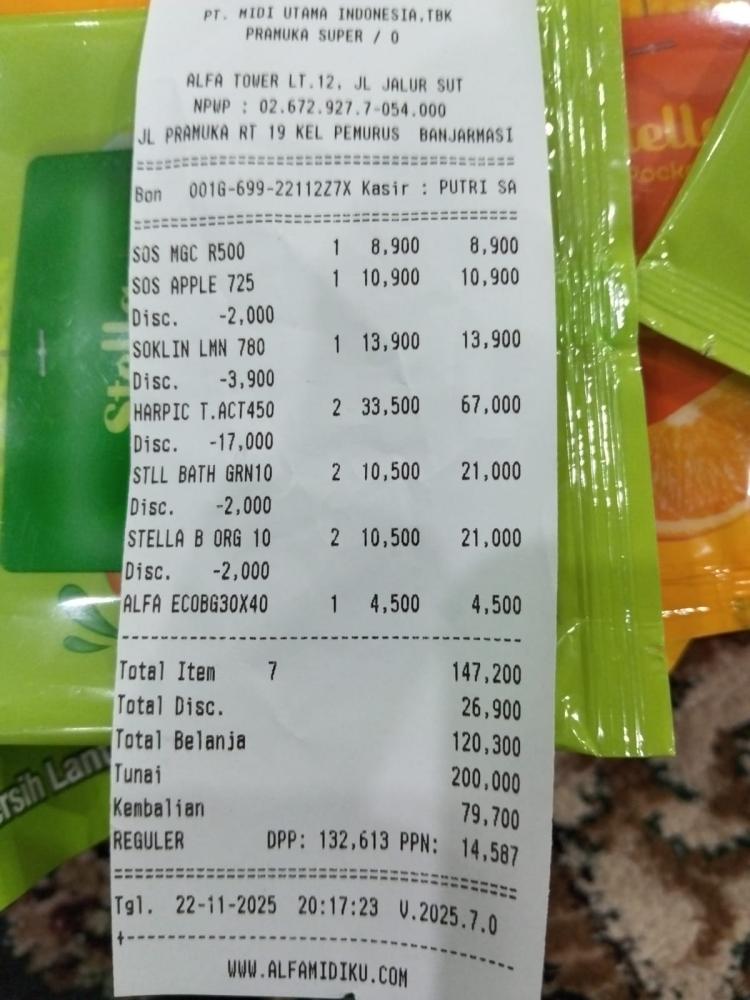 PT. MIDI UTAMA INDONESIA,TBK
PRAMUKA SUPER / 0
ALFA TOWER LT.12, JL JALUR SUT
NPWP : 02.672.927.7-054.000
JL PRAMUKA RT 19 KEL PEMURUS BANJARMASI
Bon 001G-699-22112Z7X Kasir : PUTRI SA
SOS MGC R500 1 8,900 8,900
SOS APPLE 725 1 10,900 10,900
Disc. -2,000
SOKLIN LMN 780 1 13,900 13,900
Disc. -3,900
HARPIC T.ACT450 2 33,500 67,000
Disc. -17,000
STLL BATH GRN10 2 10,500 21,000
Disc. -2,000
STELLA B ORG 10 2 10,500 21,000
Disc. -2,000
ALFA ECOBG30X40 1 4,500 4,500
Total Item 7 147,200
Total Disc. 26,900
Total Belanja 120,300
Tunai 200,000
Kembalian 79,700
REGULER DPP: 132,613 PPN: 14,587
Tgl. 22-11-2025 20:17:23 V.2025.7.0
WWW.ALFAMIDIKU.COM
Stella